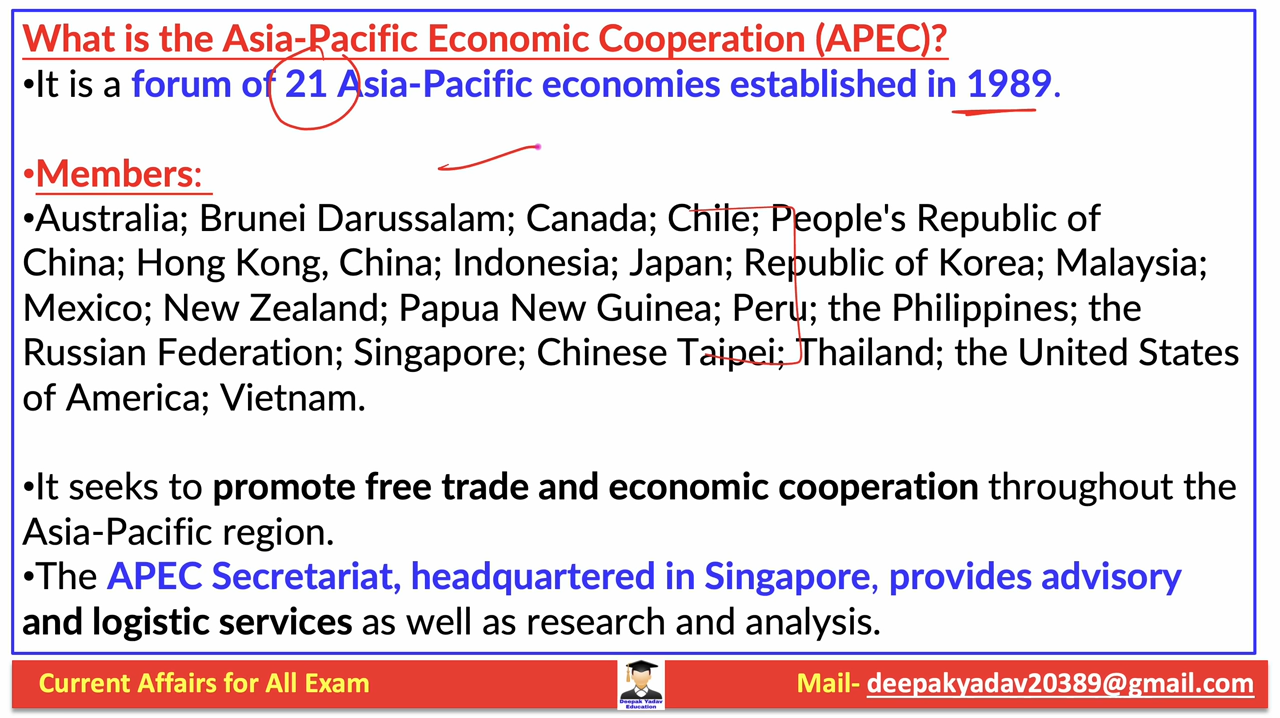 What is the Asia-Pacific Economic Cooperation (APEC)?
•It is a forum of 21 Asia-Pacific economies established in 1989.
•Members:
•Australia; Brunei Darussalam; Canada; Chile; People's Republic of
China; Hong Kong, China; Indonesia; Japan; Republic of Korea; Malaysia;
Mexico; New Zealand; Papua New Guinea; Peru; the Philippines; the
Russian Federation; Singapore; Chinese Taipei; Thailand; the United States
of America; Vietnam.
•It seeks to promote free trade and economic cooperation throughout the
Asia-Pacific region.
•The APEC Secretariat, headquartered in Singapore, provides advisory
and logistic services as well as research and analysis.
Current Affairs for All Exam
Deepak Yadav
Education
Mail- deepakyadav20389@gmail.com